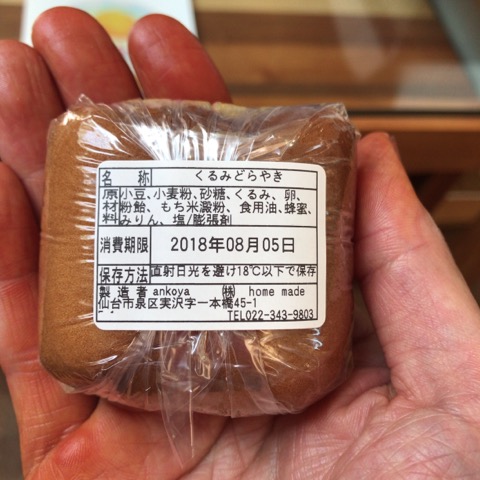 名称 くるみどらやき
原材料 小豆、小麦粉、砂糖、くるみ、卵、
粉飴、もち米澱粉、食用油、蜂蜜、
みりん、塩/膨張剤
消費期限 2018年08月05日
保存方法 直射日光を避け18℃以下で保存
製造者 ankoya ㈱ home made
仙台市泉区実沢字一本橋45-1
TEL022-343-9803